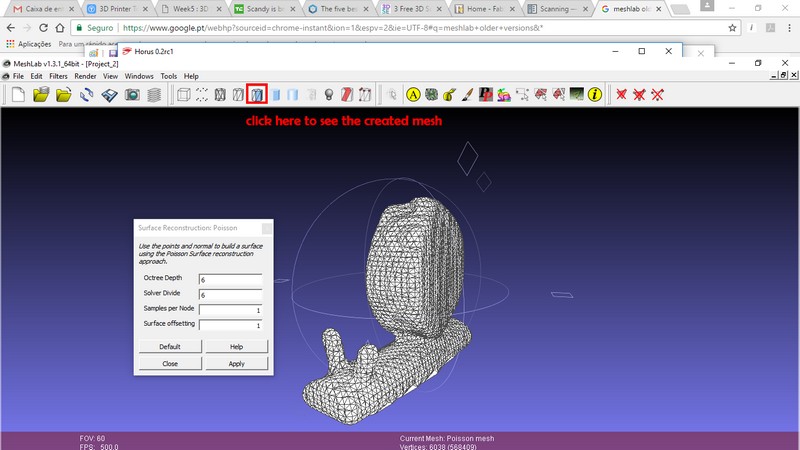 Caixa de em
3D Printer T
Week5 : 3D
Scandy is b
The five bec
3 Free 3D S
Home - Fab
Scanning —
meshlab old
Seguro
https://www.google.pt/webhp?sourceid=chrome-instant&ion=1&espv=2&ie=UTF-8#q=meshlab+older+versions&*
Aplicações
Para um rápido
Horus 0.2rc1
MeshLab v1.3.1_64bit - [Project_2]
File Edit Filters Render View Windows Tools Help
click here to see the created mesh
Surface Reconstruction: Poisson
Use the points and normal to build a surface
using the Poisson Surface reconstruction
approach.
Octree Depth 6
Solver Divide 6
Samples per Node 1
Surface offsetting 1
Default Help
Close Apply
FOV: 60
FPS: 500.0
Current Mesh: Poisson mesh
Vertices: 6038 (568409)